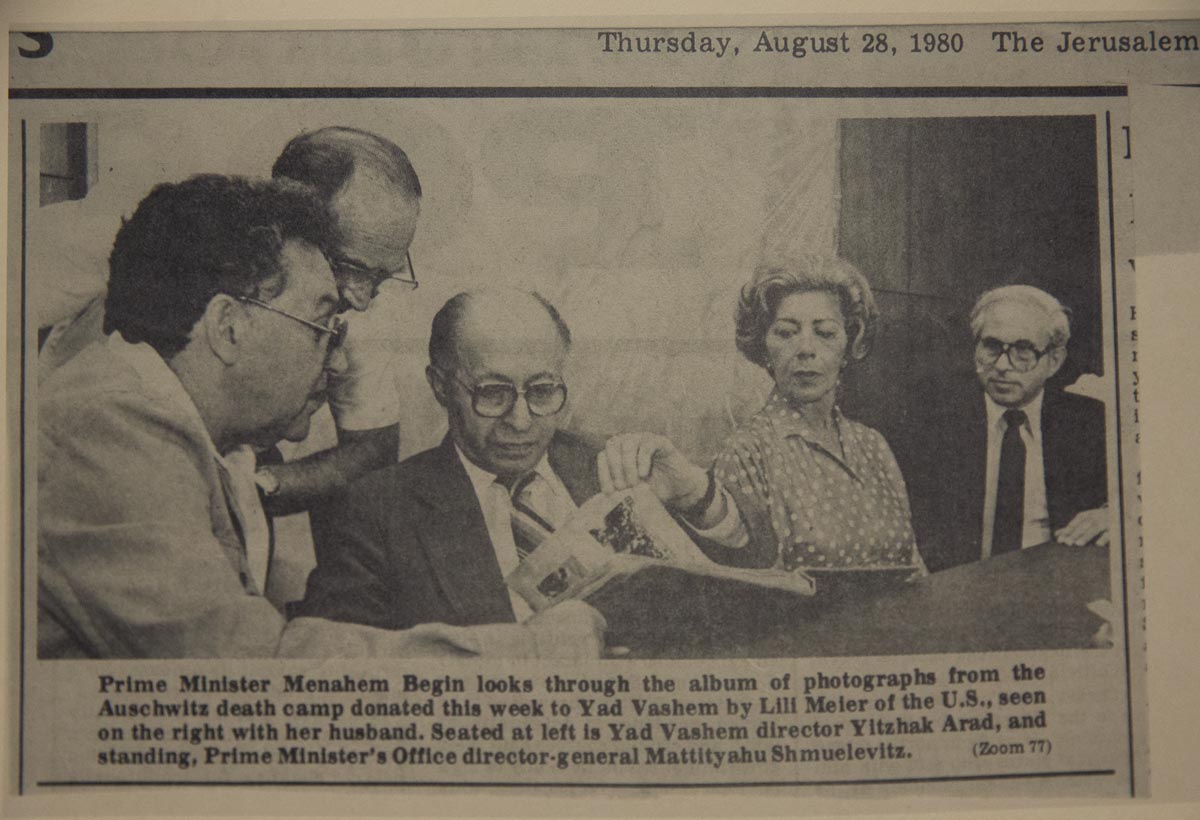 s
Thursday, August 28, 1980 The Jerusalem
Prime Minister Menahem Begin looks through the album of photographs from the
Auschwitz death camp donated this week to Yad Vashem by Lili Meier of the U.S., seen
on the right with her husband. Seated at left is Yad Vashem director Yitzhak Arad, and
standing, Prime Minister's Office director-general Mattityahu Shmuelevitz. (Zoom 77)